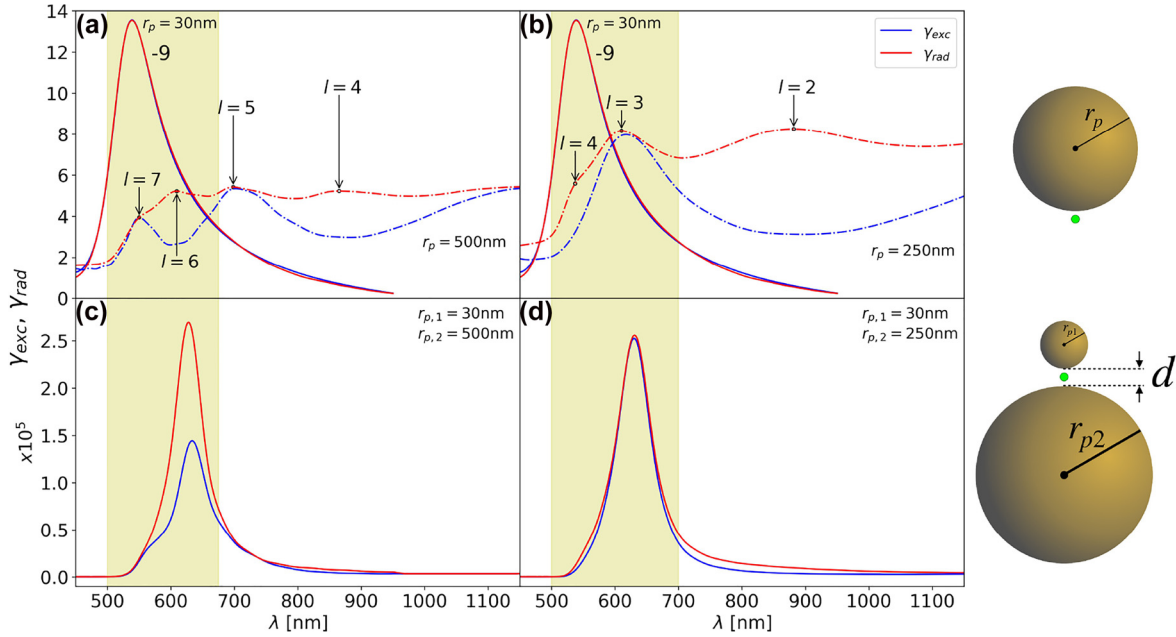 (a)
r_p = 30nm
-9
l = 7
l = 6
l = 5
l = 4
r_p = 500nm
14
12
10
8
6
4
2
0
(b)
r_p = 30nm
-9
l = 4
l = 3
l = 2
r_p = 250nm
γ_exc
γ_rad
γ_exc, γ_rad
(c)
r_p,1 = 30nm
r_p,2 = 500nm
2.5
2.0
1.5
1.0
0.5
0
x10^5
500 600 700 800 900 1000 1100
λ [nm]
(d)
r_p,1 = 30nm
r_p,2 = 250nm
500 600 700 800 900 1000 1100
λ [nm]
r_p
r_p1
d
r_p2